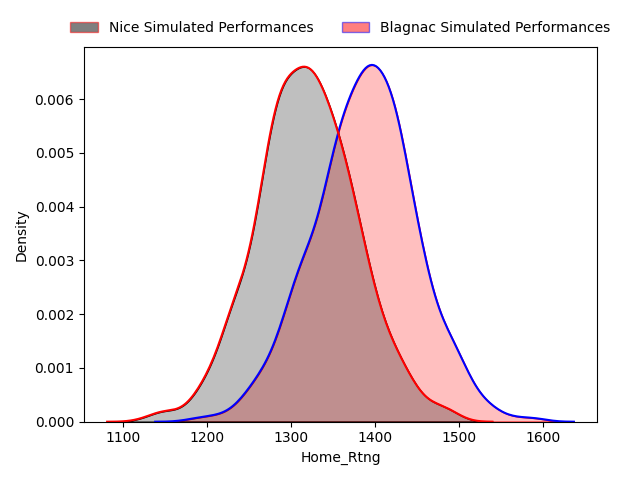 Nice Simulated Performances
Blagnac Simulated Performances
0.006
0.005
0.004
0.003
0.002
0.001
0.000
Density
1100 1200 1300 1400 1500 1600
Home_Rtng